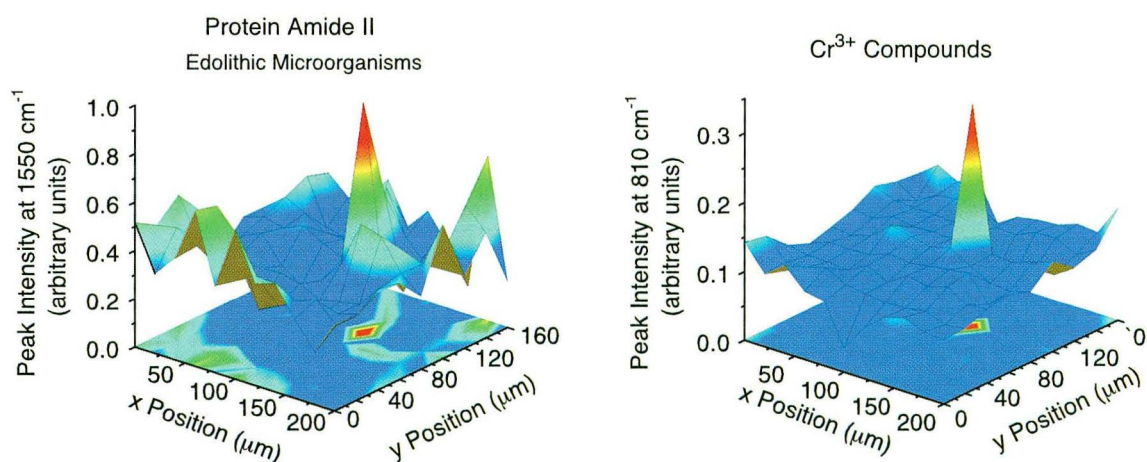 Protein Amide II
Edolithic Microorganisms
Peak Intensity at 1550 cm⁻¹
(arbitrary units)
1.0
0.8
0.6
0.4
0.2
0.0
50
100
150
200
x Position (μm)
0
40
80
120
160
y Position (μm)
Cr³⁺ Compounds
Peak Intensity at 810 cm⁻¹
(arbitrary units)
0.3
0.2
0.1
0.0
50
100
150
200
x Position (μm)
0
40
80
120
0
y Position (μm)